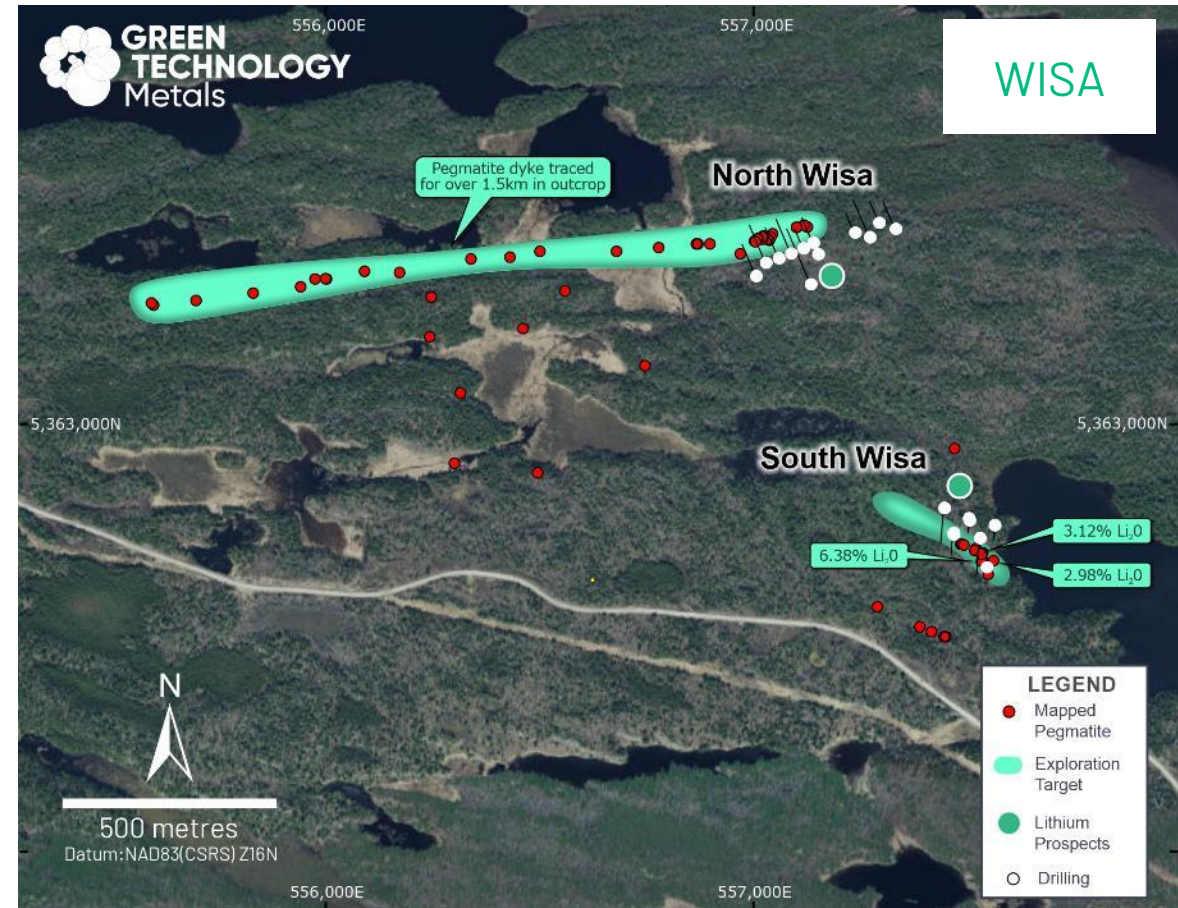 556,000E
557,000E
GREEN
TECHNOLOGY
Metals
WISA
Pegmatite dyke traced
for over 1.5km in outcrop
North Wisa
5,363,000N
5,363,000N
South Wisa
3.12% Li₂0
6.38% Li₂0
2.98% Li₂0
N
500 metres
Datum:NAD83(CSRS) Z16N
LEGEND
Mapped
Pegmatite
Exploration
Target
Lithium
Prospects
Drilling
556,000E
557,000E